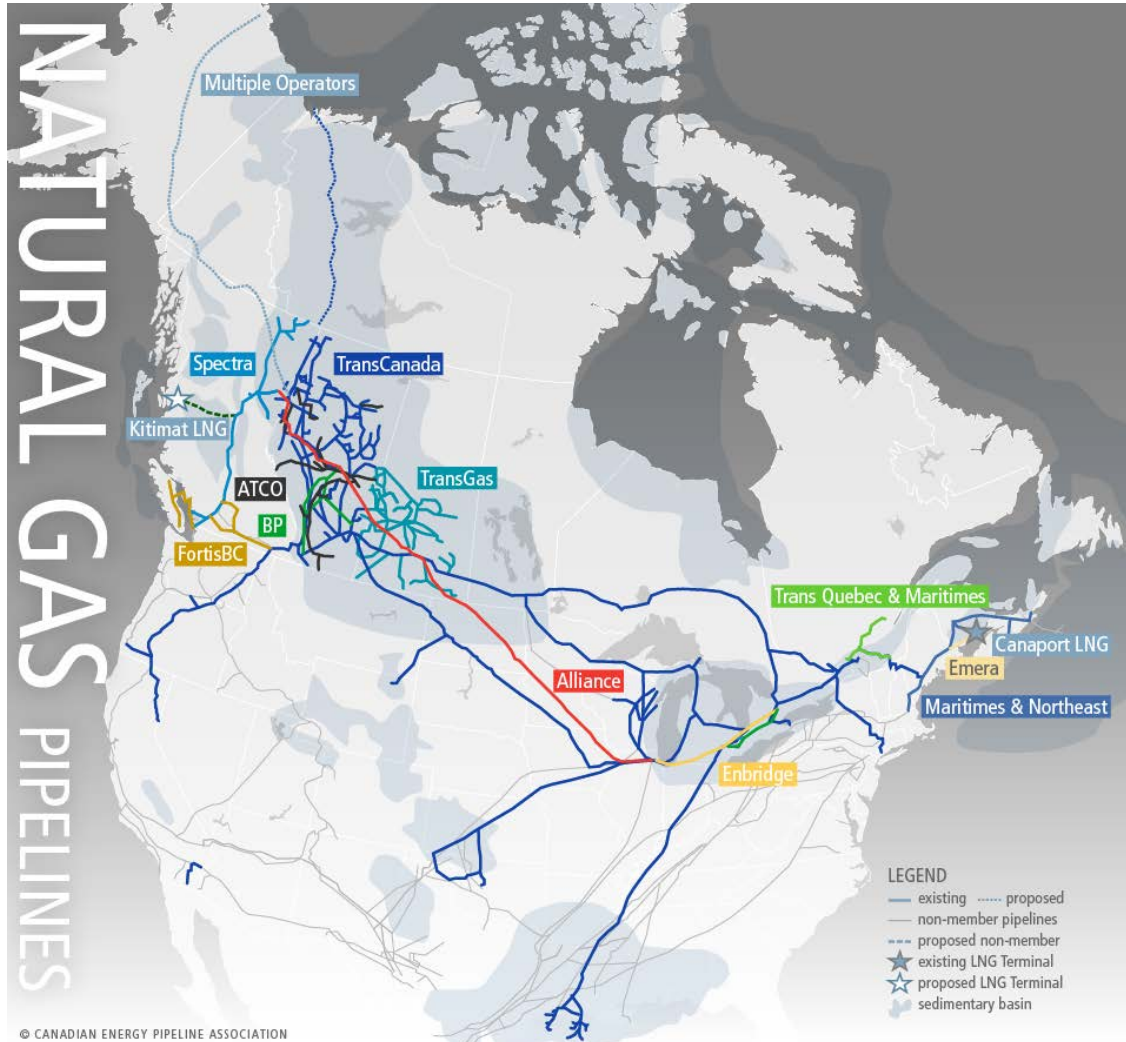 NATURAL GAS PIPELINES
Multiple Operators
Spectra
TransCanada
Kitimat LNG
ATCO
TransGas
BP
FortisBC
Trans Quebec & Maritimes
Canaport LNG
Emera
Alliance
Maritimes & Northeast
Enbridge
LEGEND
existing proposed
non-member pipelines
proposed non-member
existing LNG Terminal
proposed LNG Terminal
sedimentary basin
© CANADIAN ENERGY PIPELINE ASSOCIATION